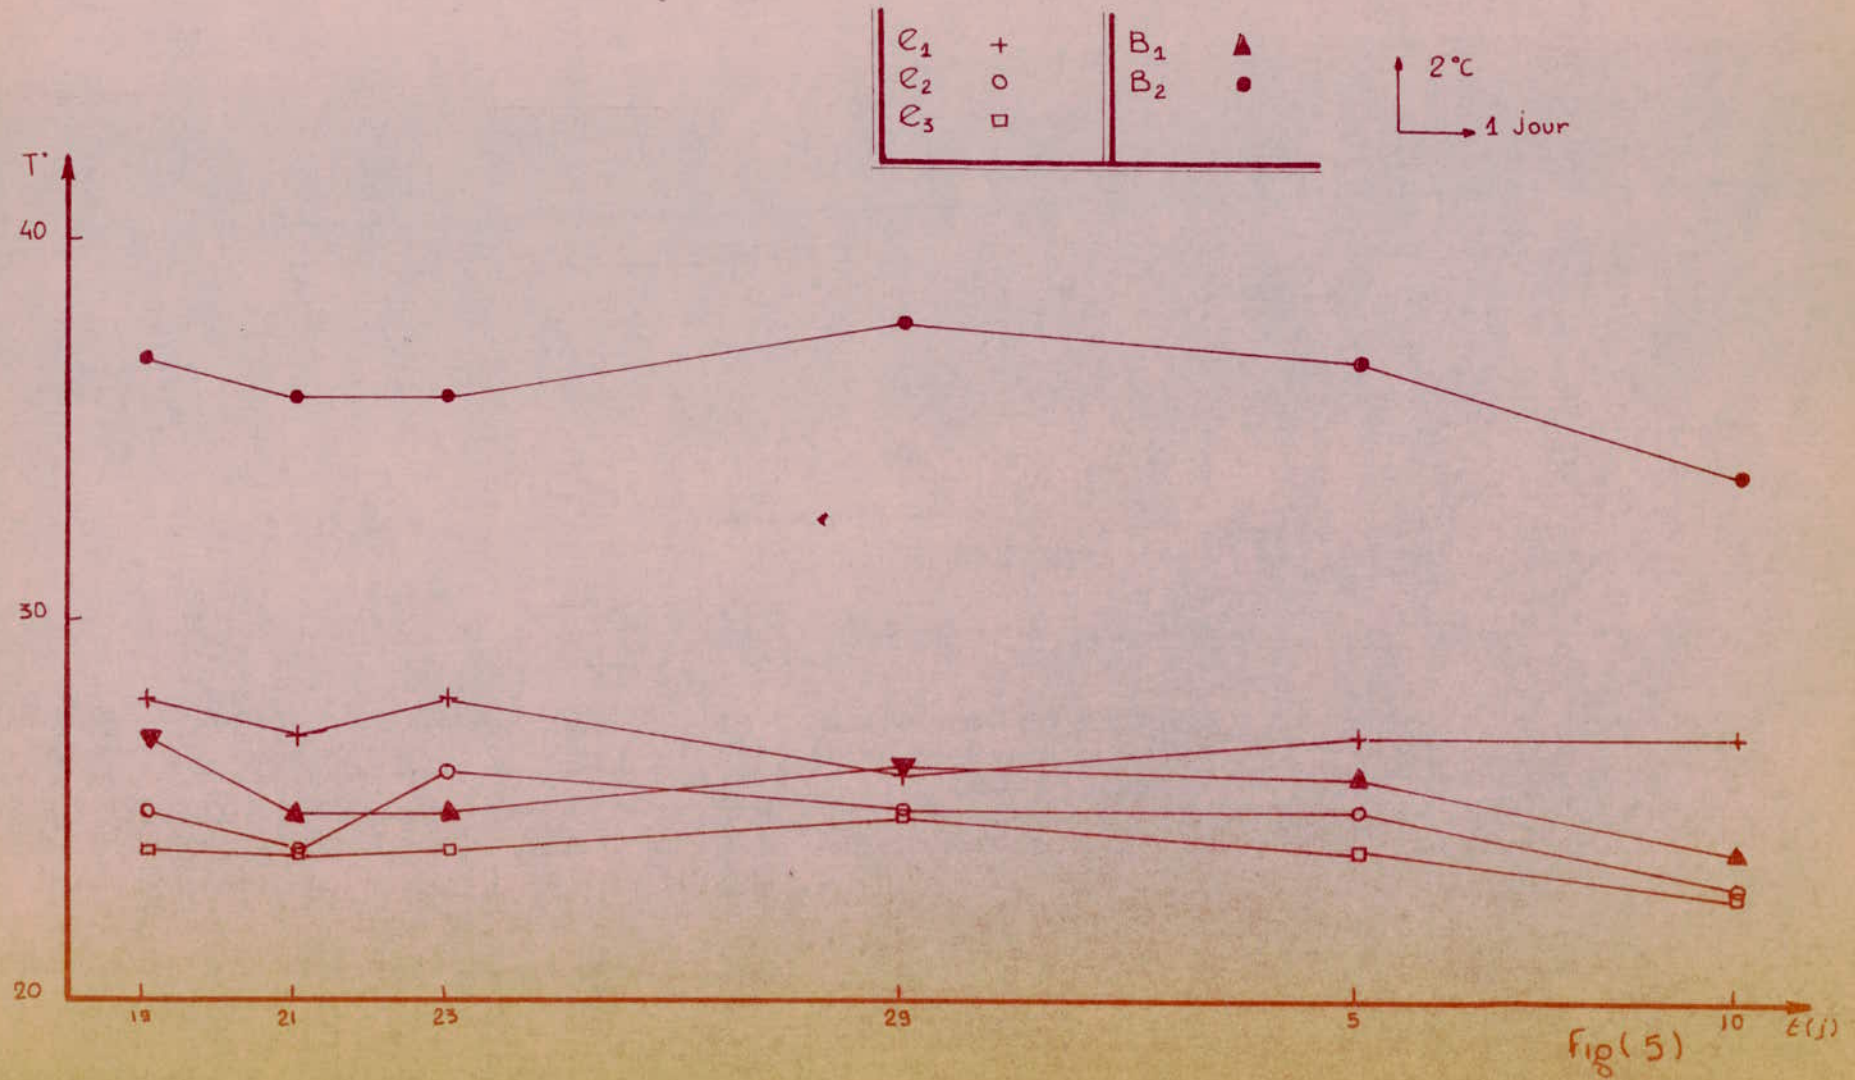 e₁ + B₁ ▲
e₂ ○ B₂ ●
e₃ □
2°C
1 jour
T°
40
30
20
19 21 23 29 5 10
t(j)
Fig(5)